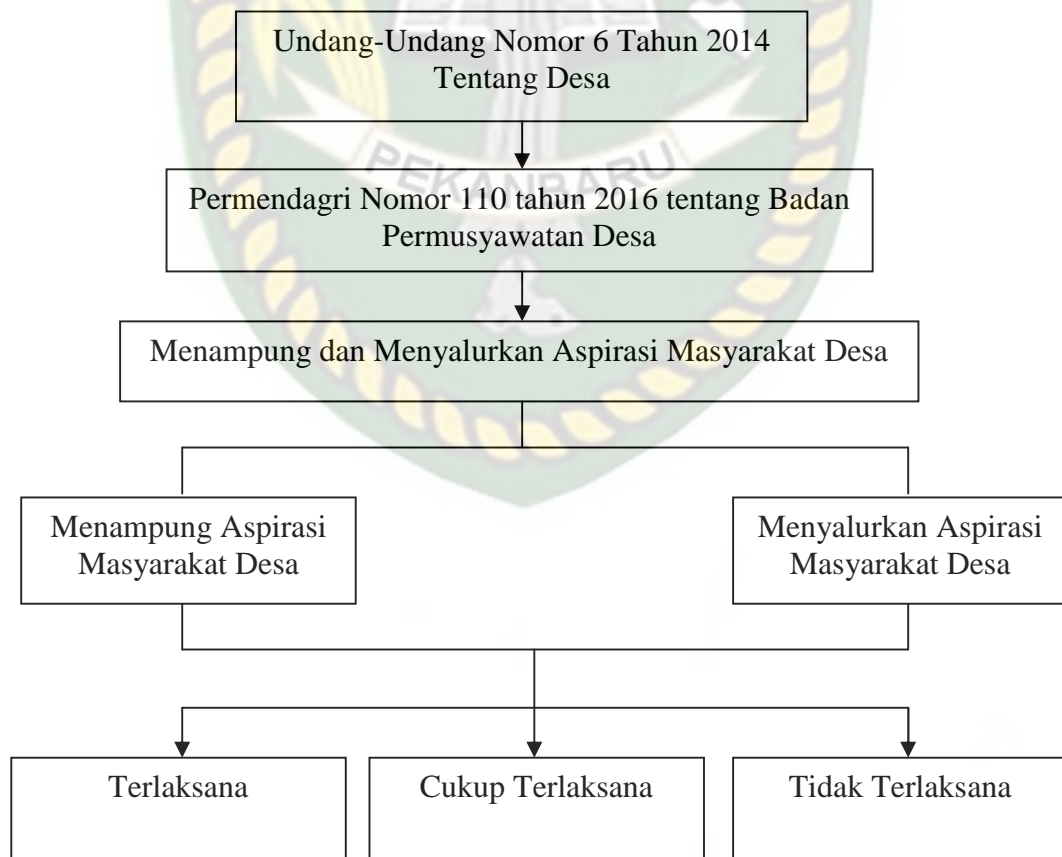 Undang-Undang Nomor 6 Tahun 2014
Tentang Desa
PEKANBARU
Permendagri Nomor 110 tahun 2016 tentang Badan
Permusyawatan Desa
Menampung dan Menyalurkan Aspirasi Masyarakat Desa
Menampung Aspirasi
Masyarakat Desa
Menyalurkan Aspirasi
Masyarakat Desa
Terlaksana
Cukup Terlaksana
Tidak Terlaksana